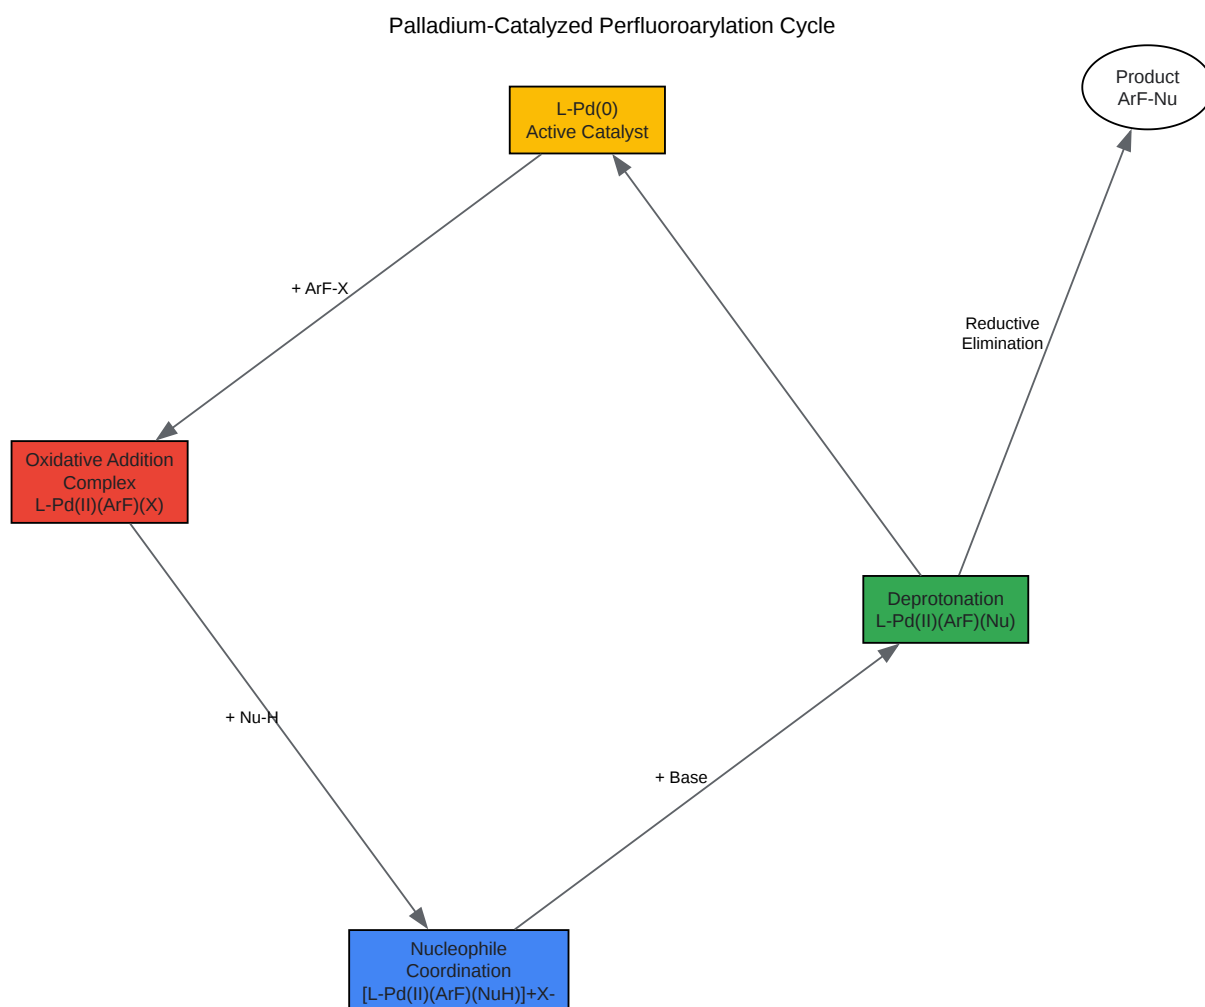 Palladium-Catalyzed Perfluoroarylation Cycle
Product
ArF-Nu
L-Pd(0)
Active Catalyst
+ ArF-X
Reductive
Elimination
Oxidative Addition
Complex
L-Pd(II)(ArF)(X)
Deprotonation
L-Pd(II)(ArF)(Nu)
+ Nu-H
+ Base
Nucleophile
Coordination
[L-Pd(II)(ArF)(NuH)]+X-